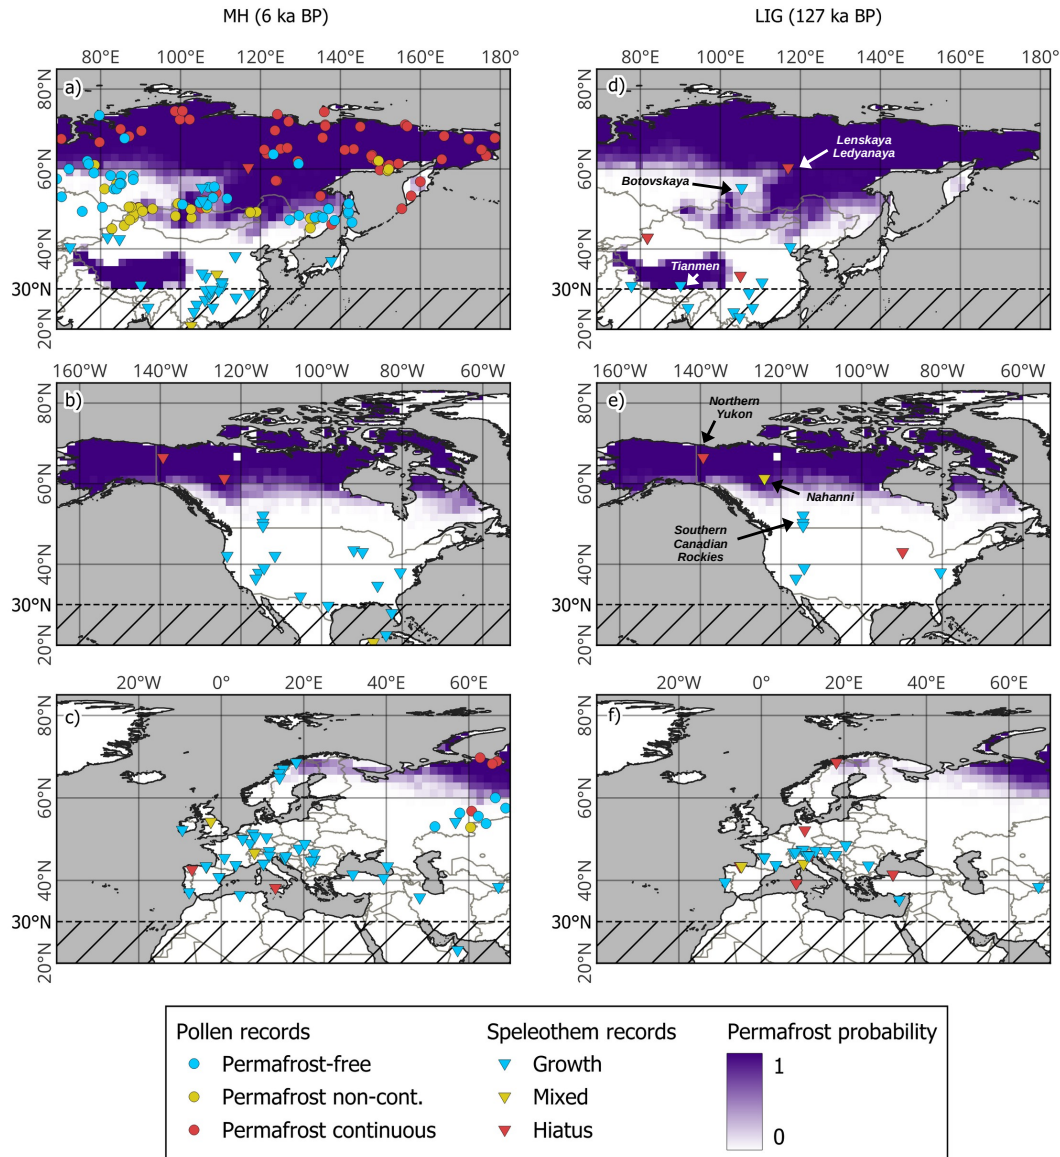 MH (6 ka BP)
LIG (127 ka BP)
80°E 100°E 120°E 140°E 160°E 180°
80°E 100°E 120°E 140°E 160°E 180°
a)
80°N
60°N
40°N
30°N
20°N
d)
80°N
60°N
40°N
30°N
20°N
Lenskaya
Ledyanaya
Botovskaya
Tianmen
160°W 140°W 120°W 100°W 80°W 60°W
160°W 140°W 120°W 100°W 80°W 60°W
b)
80°N
60°N
40°N
30°N
20°N
e)
80°N
60°N
40°N
30°N
20°N
Northern
Yukon
Nahanni
Southern
Canadian
Rockies
20°W 0° 20°E 40°E 60°E
20°W 0° 20°E 40°E 60°E
c)
80°N
60°N
40°N
30°N
20°N
f)
80°N
60°N
40°N
30°N
20°N
Pollen records
Permafrost-free
Permafrost non-cont.
Permafrost continuous
Speleothem records
Growth
Mixed
Hiatus
Permafrost probability
1
0